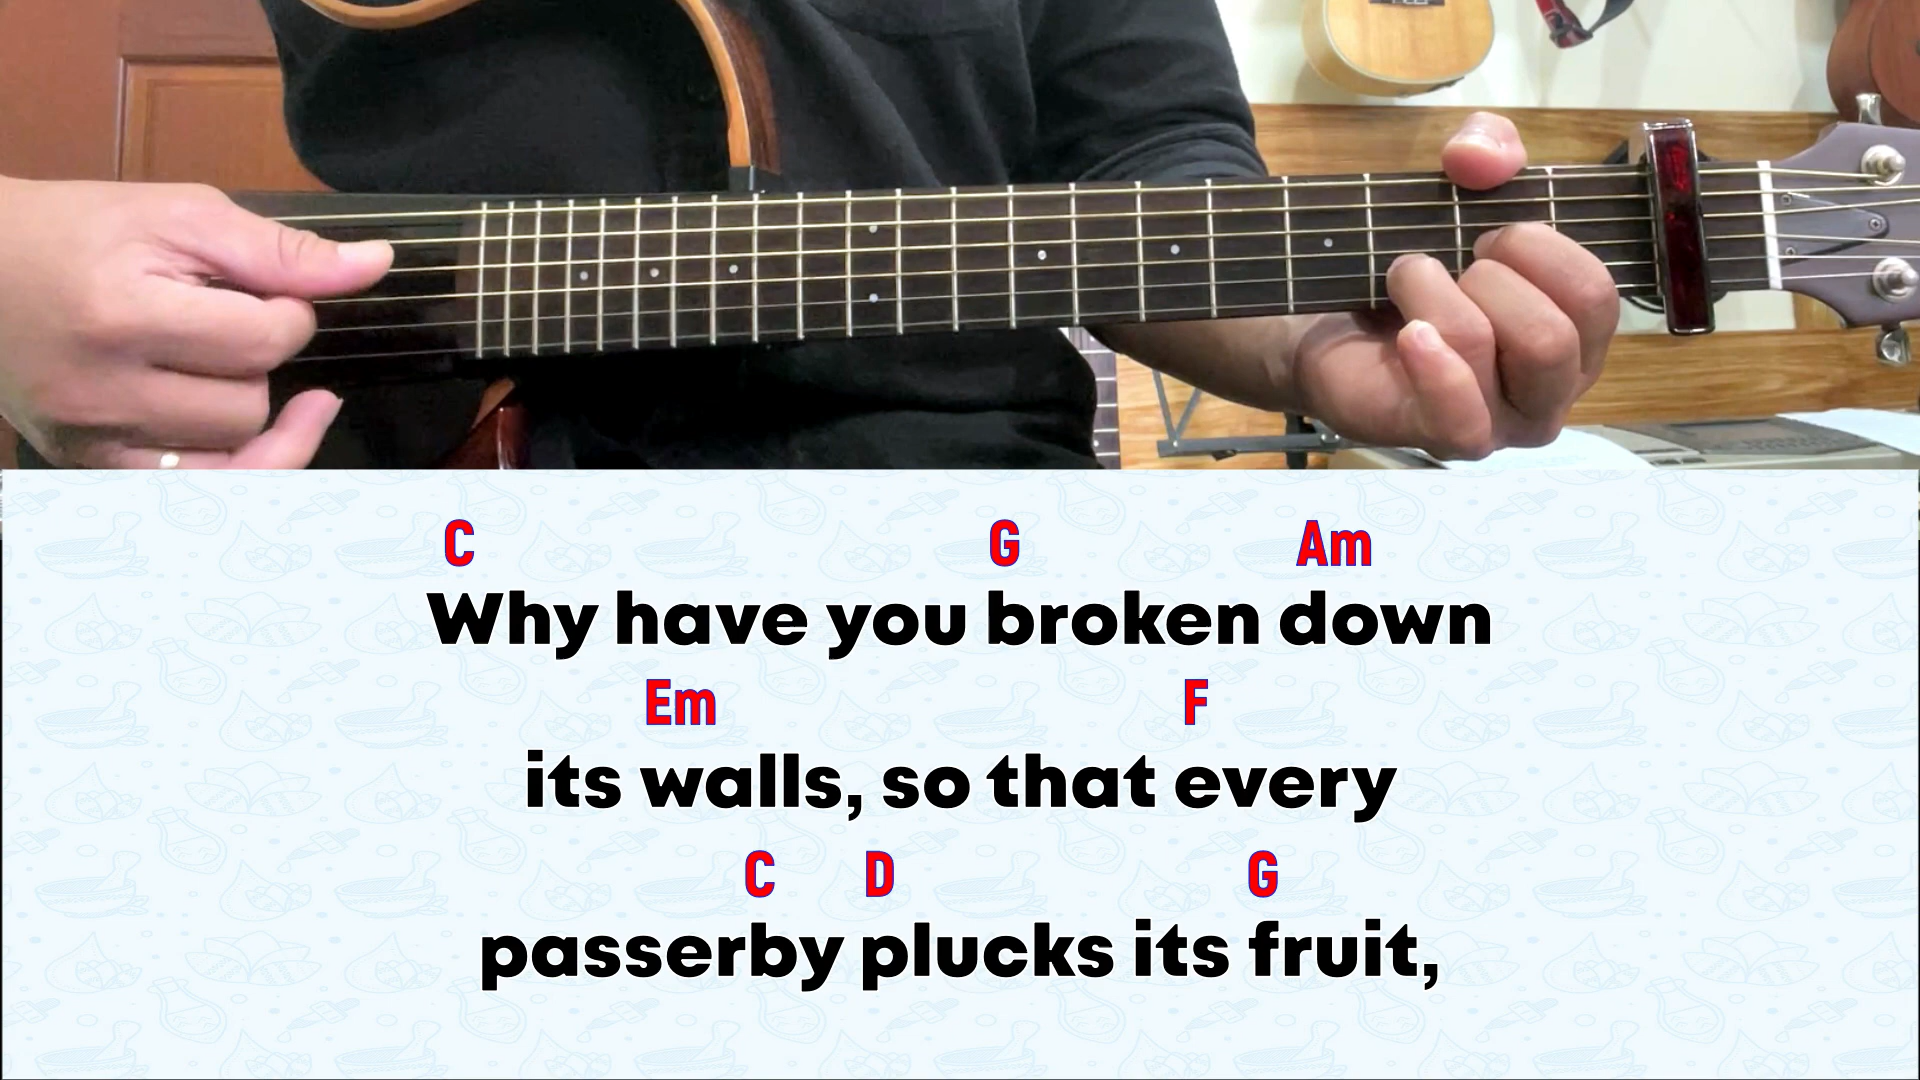 C G Am
Why have you broken down
Em F
its walls, so that every
C D G
passerby plucks its fruit,